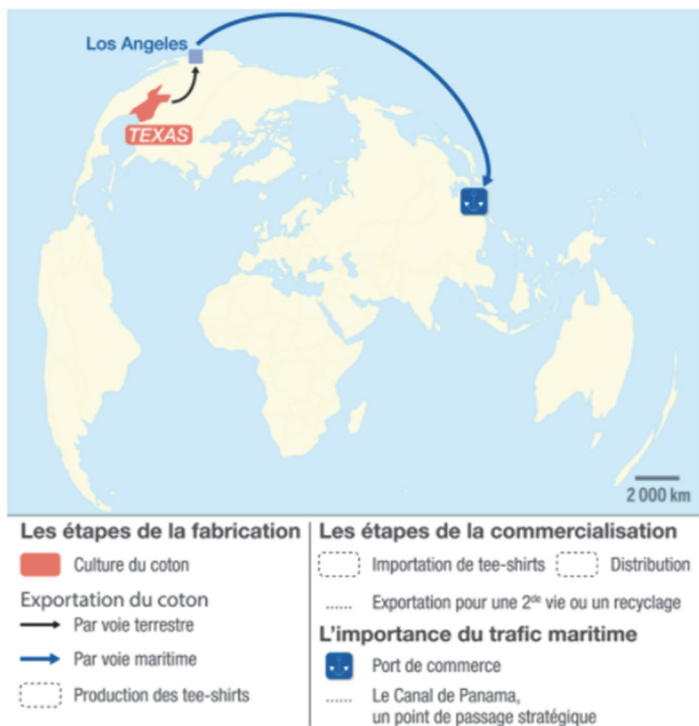 Los Angeles
TEXAS
2 000 km
Les étapes de la fabrication
Culture du coton
Exportation du coton
Par voie terrestre
Par voie maritime
Production des tee-shirts
Les étapes de la commercialisation
Importation de tee-shirts
Distribution
...... Exportation pour une 2de vie ou un recyclage
L'importance du trafic maritime
Port de commerce
...... Le Canal de Panama,
un point de passage stratégique